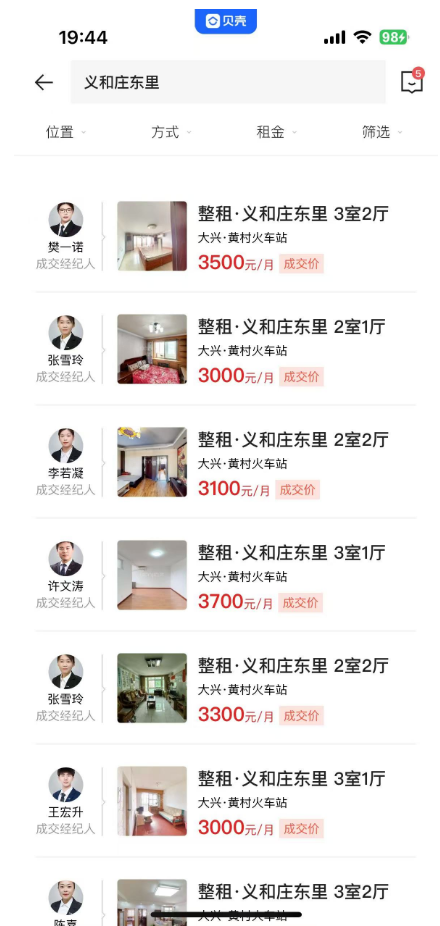 贝壳
19:44
98
义和庄东里
5
位置 方式 租金 筛选
整租·义和庄东里 3室2厅
樊一诺
大兴·黄村火车站
成交经纪人
3500元/月 成交价
整租·义和庄东里 2室1厅
张雪玲
大兴·黄村火车站
成交经纪人
3000元/月 成交价
整租·义和庄东里 2室2厅
李若凝
大兴·黄村火车站
成交经纪人
3100元/月 成交价
整租·义和庄东里 3室1厅
许文涛
大兴·黄村火车站
成交经纪人
3700元/月 成交价
整租·义和庄东里 2室2厅
张雪玲
大兴·黄村火车站
成交经纪人
3300元/月 成交价
整租·义和庄东里 3室1厅
王宏升
大兴·黄村火车站
成交经纪人
3000元/月 成交价
整租·义和庄东里 3室2厅
大兴·黄村火车站